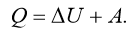 Q = ΔU + A.